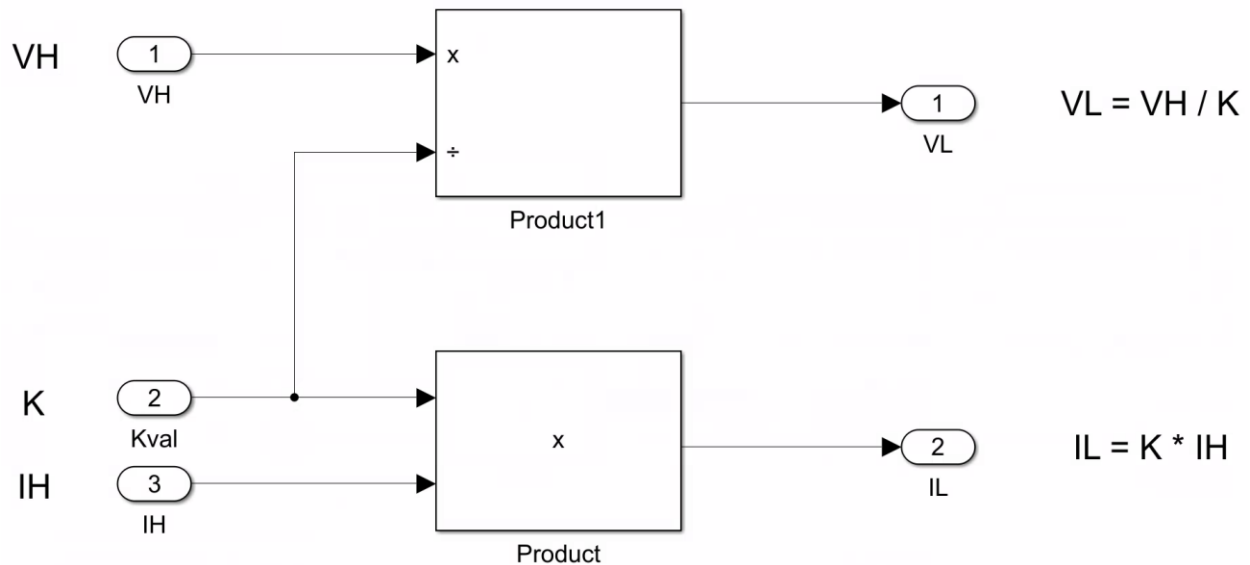 VH
1
VH
x
÷
Product1
1
VL
VL = VH / K
K
2
Kval
IH
3
IH
x
Product
2
IL
IL = K * IH